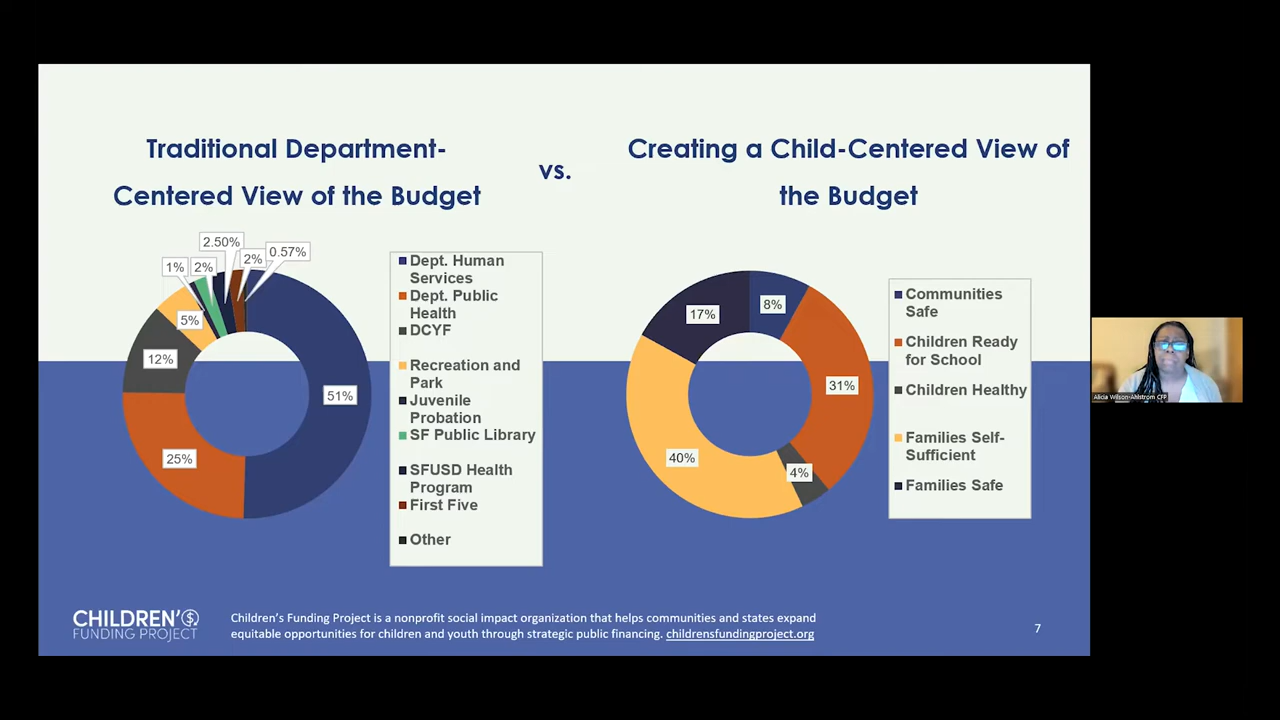 Traditional Department-
Centered View of the Budget
vs.
Creating a Child-Centered View of
the Budget
2.50%
0.57%
1%
2%
2%
5%
12%
51%
25%
Dept. Human
Services
Dept. Public
Health
DCYF
Recreation and
Park
Juvenile
Probation
SF Public Library
SFUSD Health
Program
First Five
Other
8%
17%
31%
40%
4%
Communities
Safe
Children Ready
for School
Children Healthy
Families Self-
Sufficient
Families Safe
Alicia Wilson-Ahlstrom CFP
CHILDREN'S
FUNDING PROJECT
Children's Funding Project is a nonprofit social impact organization that helps communities and states expand
equitable opportunities for children and youth through strategic public financing. childrensfundingproject.org
7